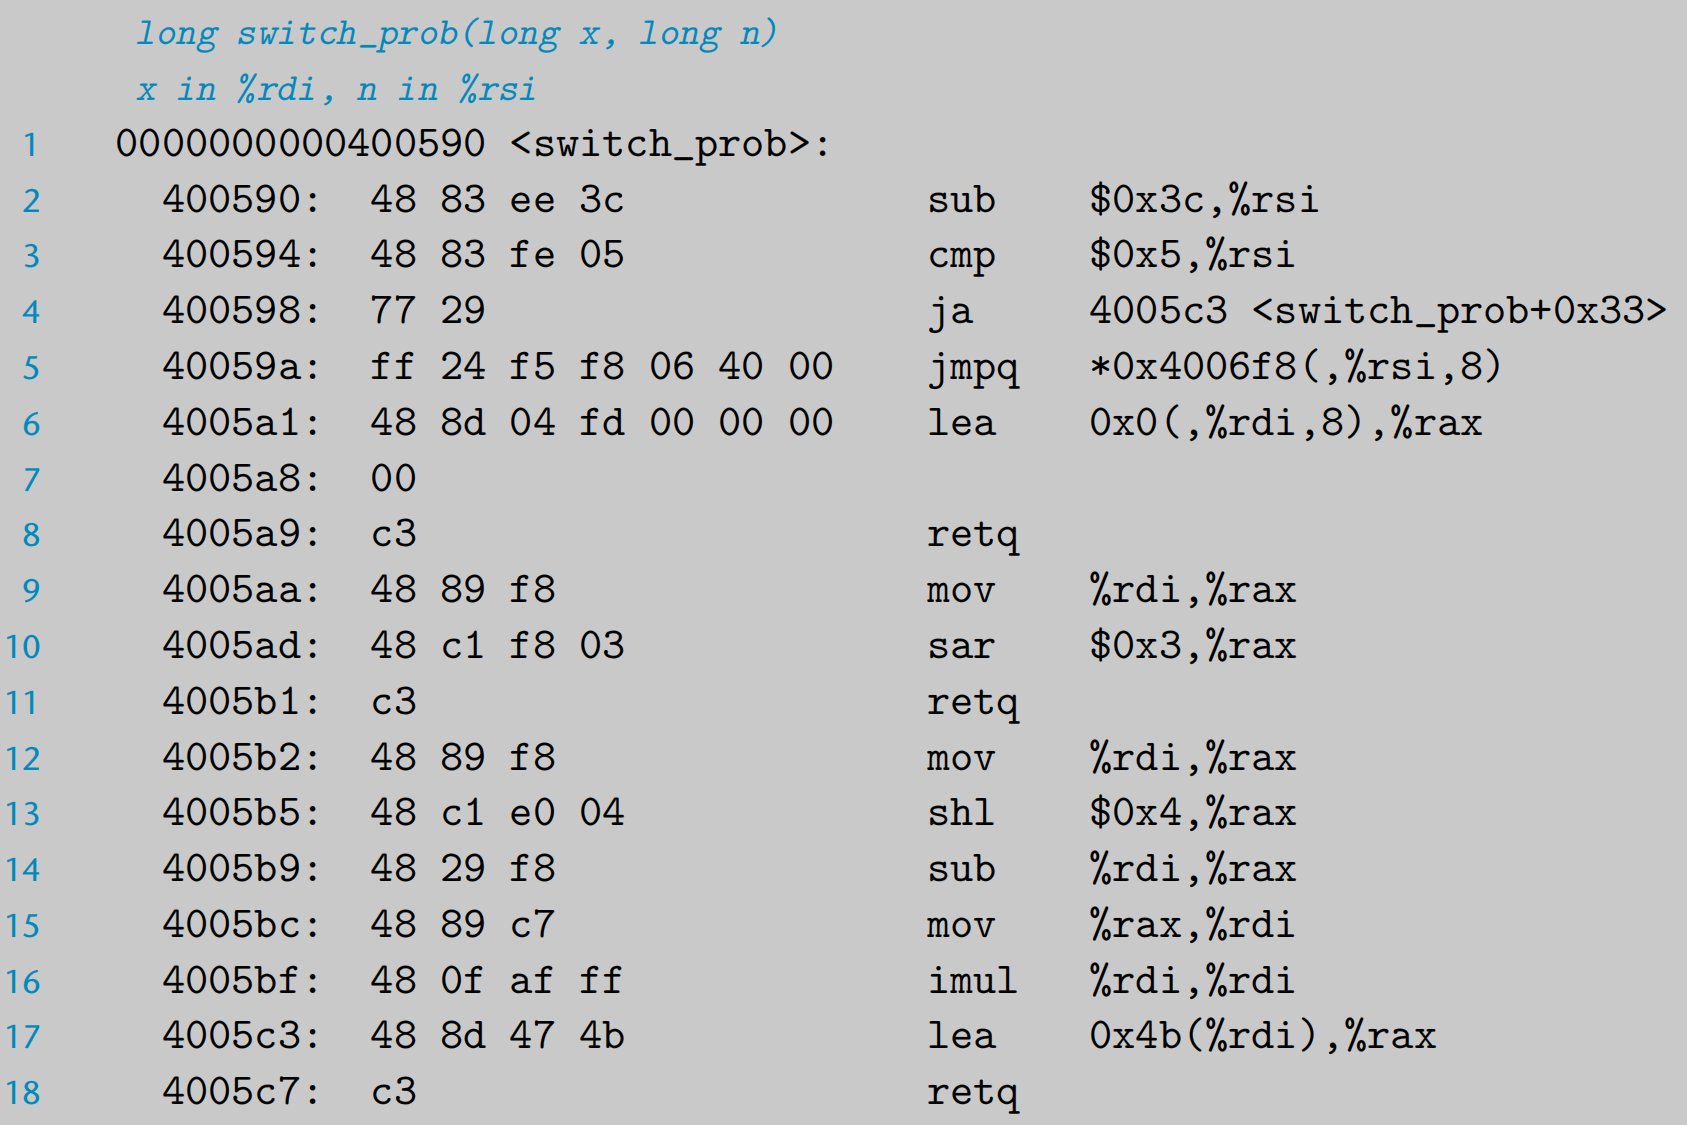 long switch_prob(long x, long n)
x in %rdi, n in %rsi
1 0000000000400590 <switch_prob>:
2 400590: 48 83 ee 3c sub $0x3c,%rsi
3 400594: 48 83 fe 05 cmp $0x5,%rsi
4 400598: 77 29 ja 4005c3 <switch_prob+0x33>
5 40059a: ff 24 f5 f8 06 40 00 jmpq *0x4006f8(,%rsi,8)
6 4005a1: 48 8d 04 fd 00 00 00 lea 0x0(,%rdi,8),%rax
7 4005a8: 00
8 4005a9: c3 retq
9 4005aa: 48 89 f8 mov %rdi,%rax
10 4005ad: 48 c1 f8 03 sar $0x3,%rax
11 4005b1: c3 retq
12 4005b2: 48 89 f8 mov %rdi,%rax
13 4005b5: 48 c1 e0 04 shl $0x4,%rax
14 4005b9: 48 29 f8 sub %rdi,%rax
15 4005bc: 48 89 c7 mov %rax,%rdi
16 4005bf: 48 0f af ff imul %rdi,%rdi
17 4005c3: 48 8d 47 4b lea 0x4b(%rdi),%rax
18 4005c7: c3 retq